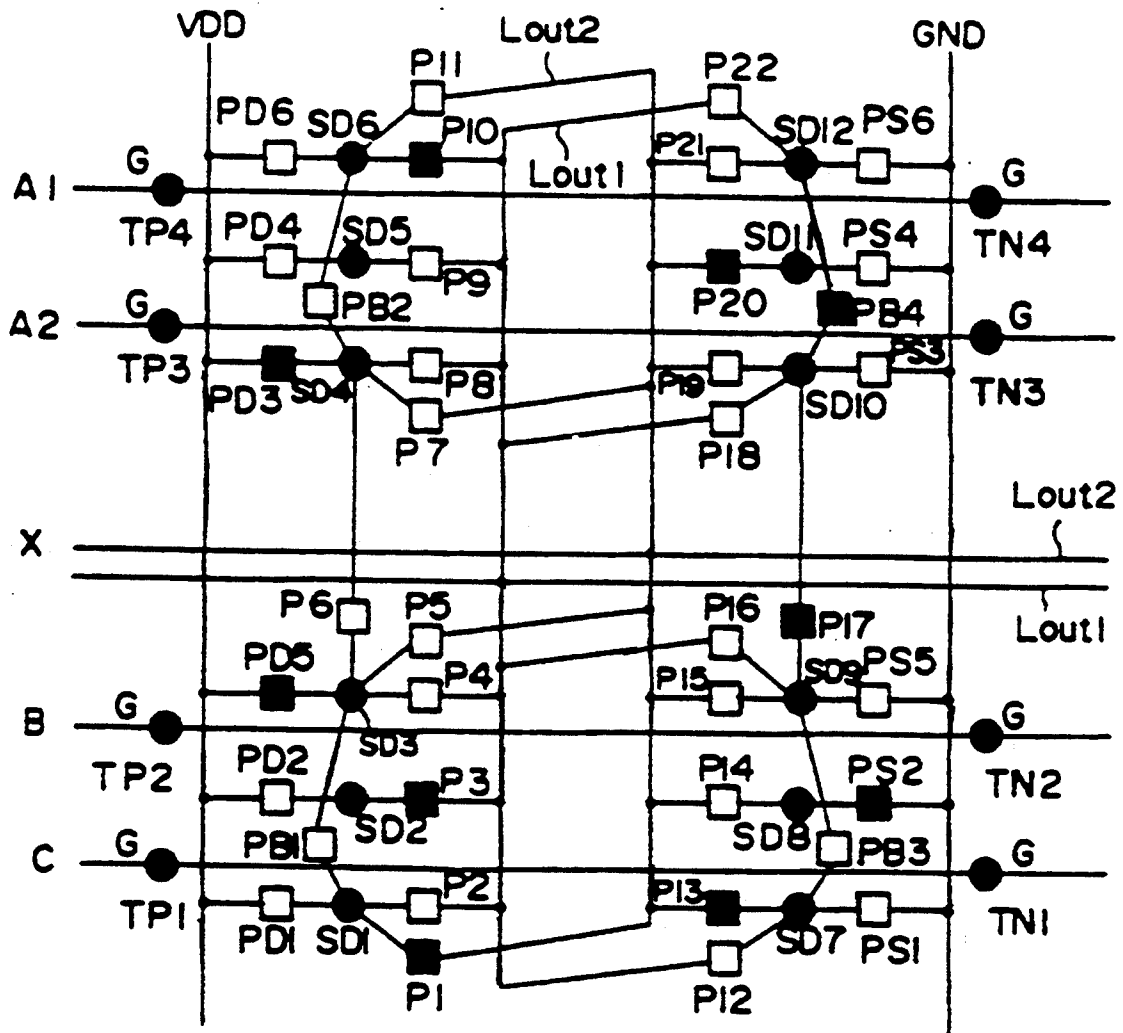 VDD
Lout2
GND
P11
P22
PD6
SD6
P10
SD12
PS6
P21
Lout1
G
G
A1
TP4
PD4
SD5
SD11
PS4
TN4
P9
P20
G
PB2
PB4
G
A2
TP3
PS3
PD3
SD4
P8
P19
SD10
TN3
P7
P18
Lout2
X
P6
P5
P16
P17
Lout1
PD5
P4
P15
SD9
PS5
G
G
B
SD3
TP2
PD2
P3
P14
PS2
TN2
SD2
SD8
G
PB1
PB3
G
C
P2
P13
TP1
PD1
SD1
SD7
PS1
TN1
P1
P12